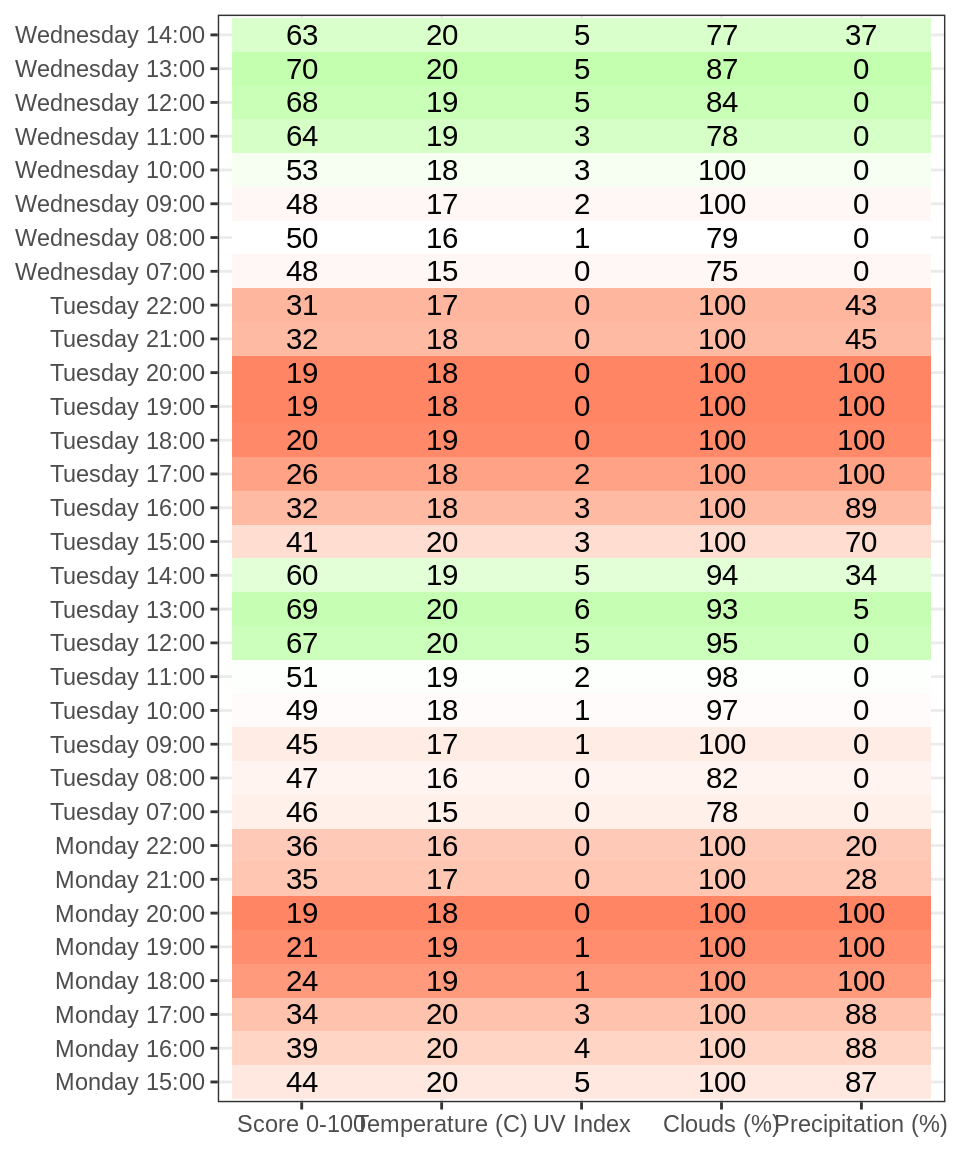 Wednesday 14:00 63 20 5 77 37
Wednesday 13:00 70 20 5 87 0
Wednesday 12:00 68 19 5 84 0
Wednesday 11:00 64 19 3 78 0
Wednesday 10:00 53 18 3 100 0
Wednesday 09:00 48 17 2 100 0
Wednesday 08:00 50 16 1 79 0
Wednesday 07:00 48 15 0 75 0
Tuesday 22:00 31 17 0 100 43
Tuesday 21:00 32 18 0 100 45
Tuesday 20:00 19 18 0 100 100
Tuesday 19:00 19 18 0 100 100
Tuesday 18:00 20 19 0 100 100
Tuesday 17:00 26 18 2 100 100
Tuesday 16:00 32 18 3 100 89
Tuesday 15:00 41 20 3 100 70
Tuesday 14:00 60 19 5 94 34
Tuesday 13:00 69 20 6 93 5
Tuesday 12:00 67 20 5 95 0
Tuesday 11:00 51 19 2 98 0
Tuesday 10:00 49 18 1 97 0
Tuesday 09:00 45 17 1 100 0
Tuesday 08:00 47 16 0 82 0
Tuesday 07:00 46 15 0 78 0
Monday 22:00 36 16 0 100 20
Monday 21:00 35 17 0 100 28
Monday 20:00 19 18 0 100 100
Monday 19:00 21 19 1 100 100
Monday 18:00 24 19 1 100 100
Monday 17:00 34 20 3 100 88
Monday 16:00 39 20 4 100 88
Monday 15:00 44 20 5 100 87
Score 0-100 Temperature (C) UV Index Clouds (%) Precipitation (%)